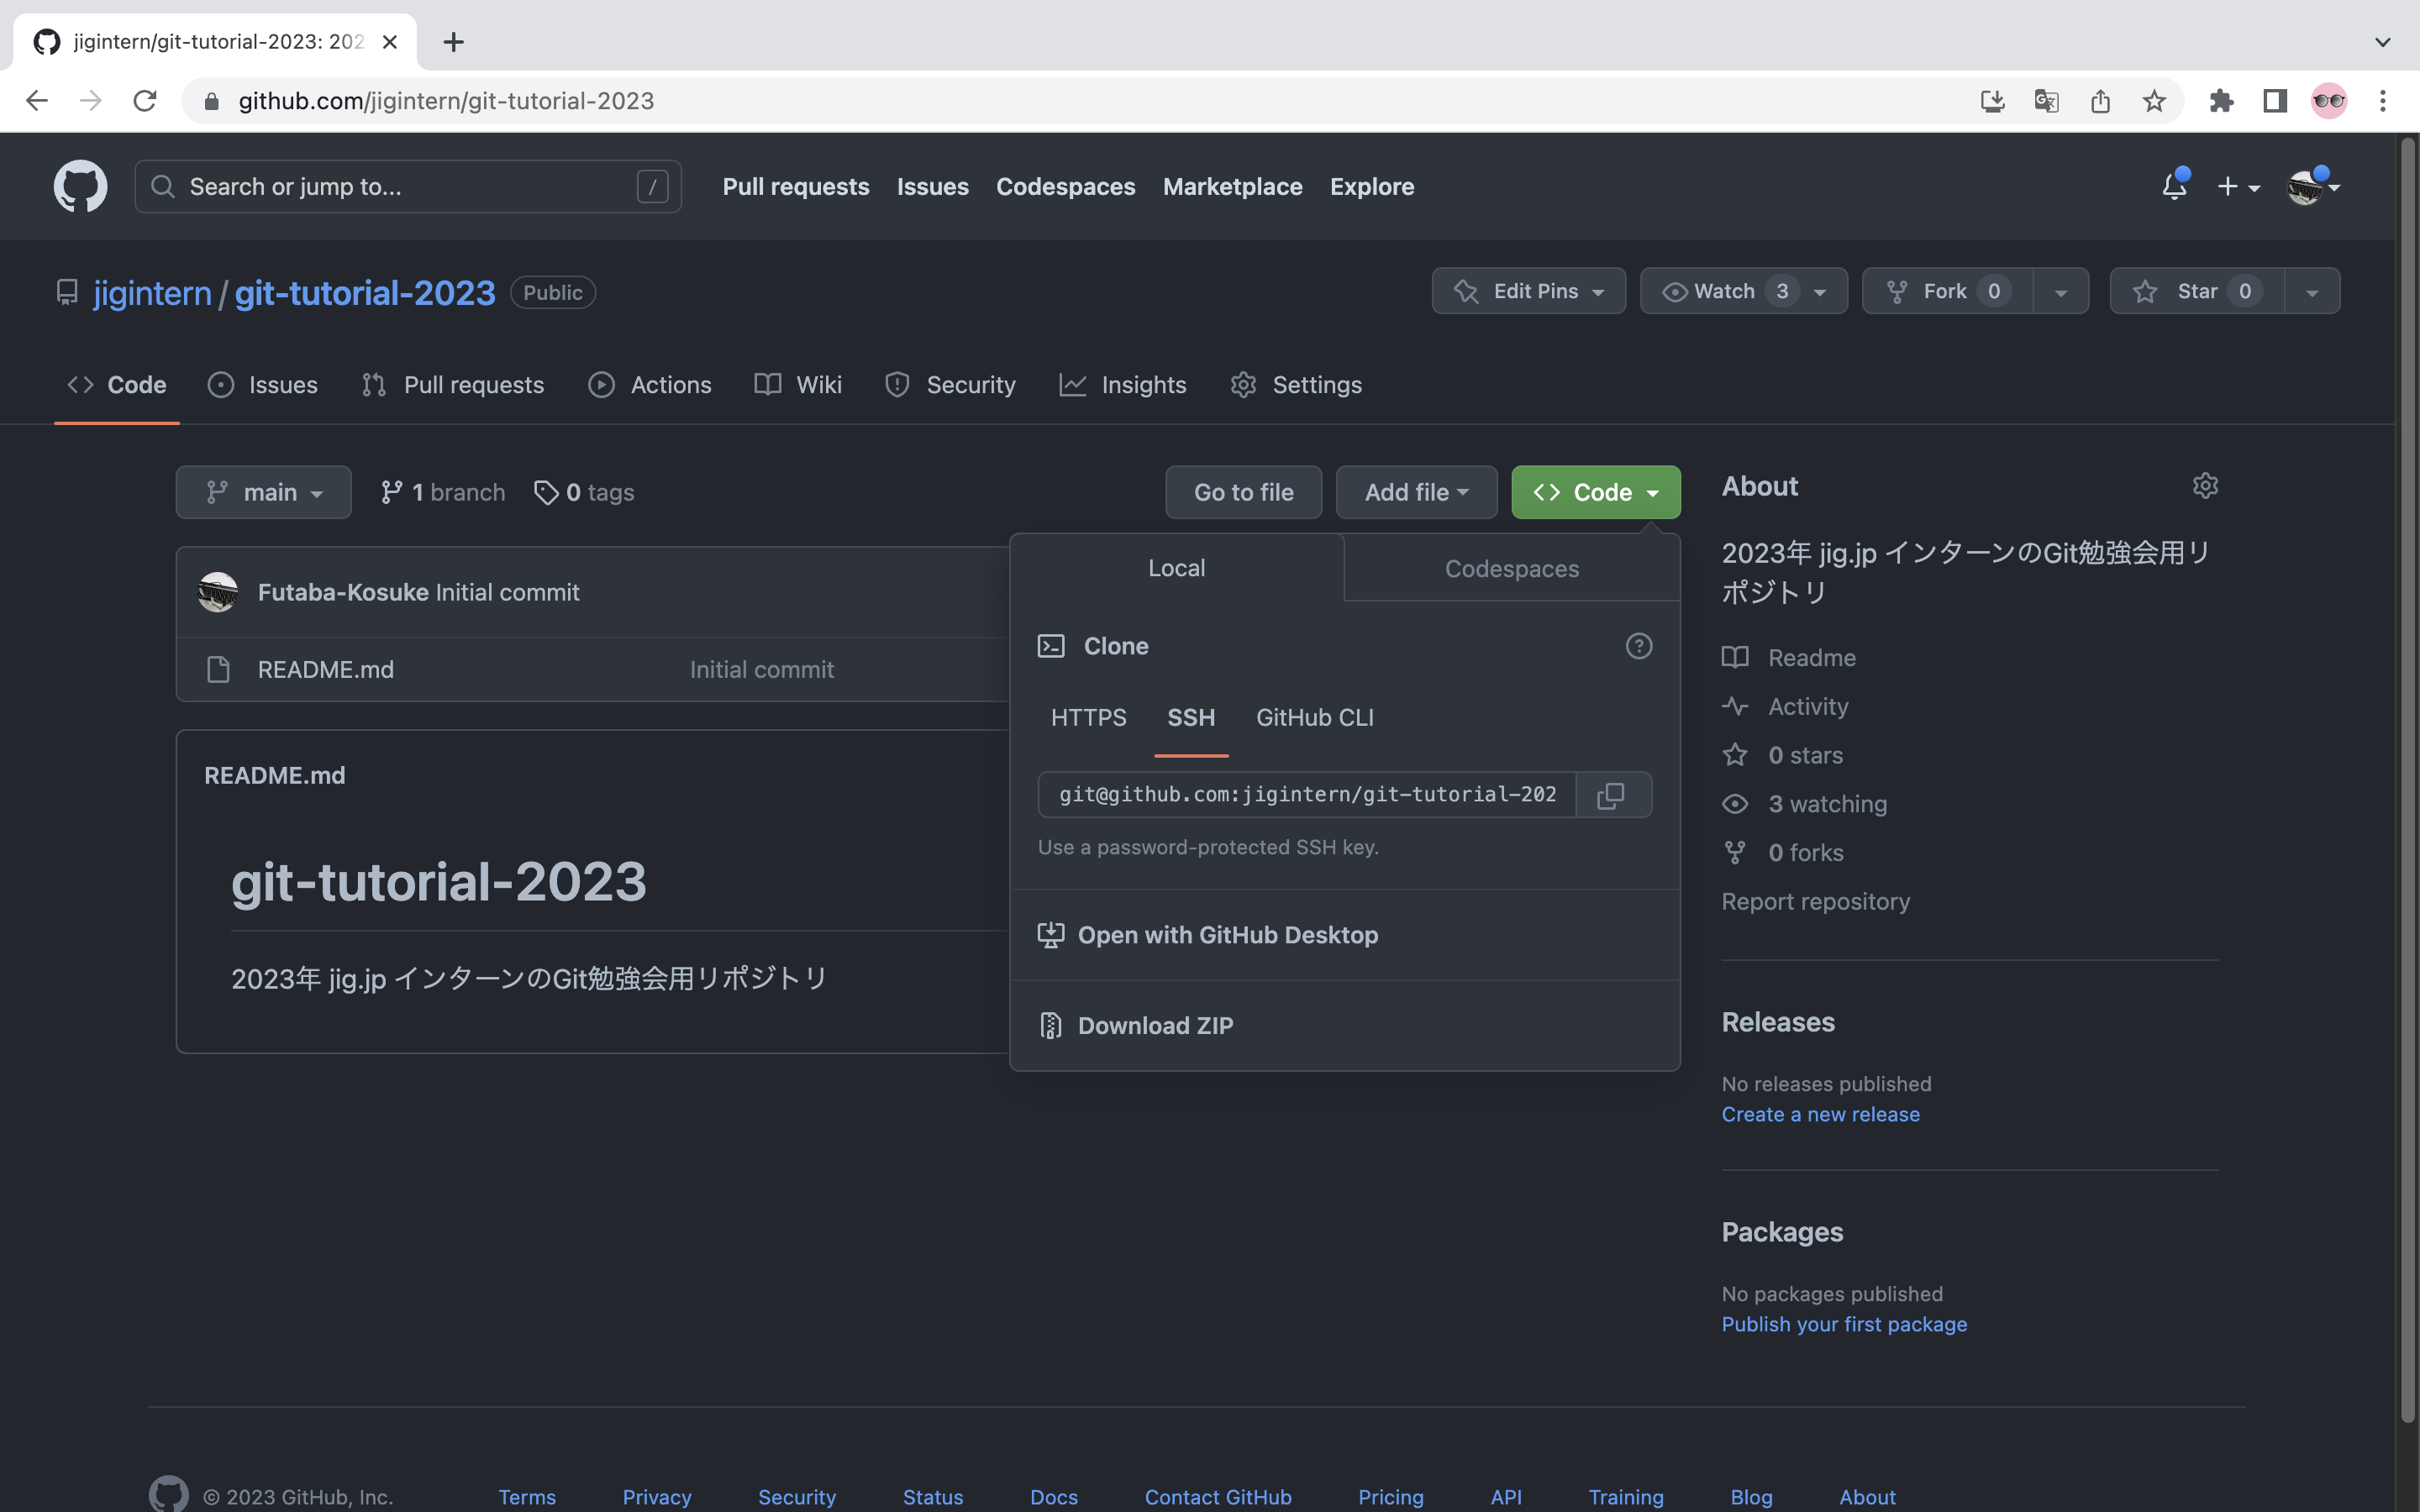 jigintern/git-tutorial-2023: 202
github.com/jigintern/git-tutorial-2023
Search or jump to... /
Pull requests Issues Codespaces Marketplace Explore
jigintern / git-tutorial-2023 Public
Edit Pins Watch 3 Fork 0 Star 0
Code Issues Pull requests Actions Wiki Security Insights Settings
main 1 branch 0 tags Go to file Add file Code
Futaba-Kosuke Initial commit
README.md Initial commit
README.md
git-tutorial-2023
2023年 jig.jp インターンのGit勉強会用リポジトリ
Local Codespaces
Clone
HTTPS SSH GitHub CLI
git@github.com:jigintern/git-tutorial-202
Use a password-protected SSH key.
Open with GitHub Desktop
Download ZIP
About
2023年 jig.jp インターンのGit勉強会用リ
ポジトリ
Readme
Activity
0 stars
3 watching
0 forks
Report repository
Releases
No releases published
Create a new release
Packages
No packages published
Publish your first package
© 2023 GitHub, Inc. Terms Privacy Security Status Docs Contact GitHub Pricing API Training Blog About